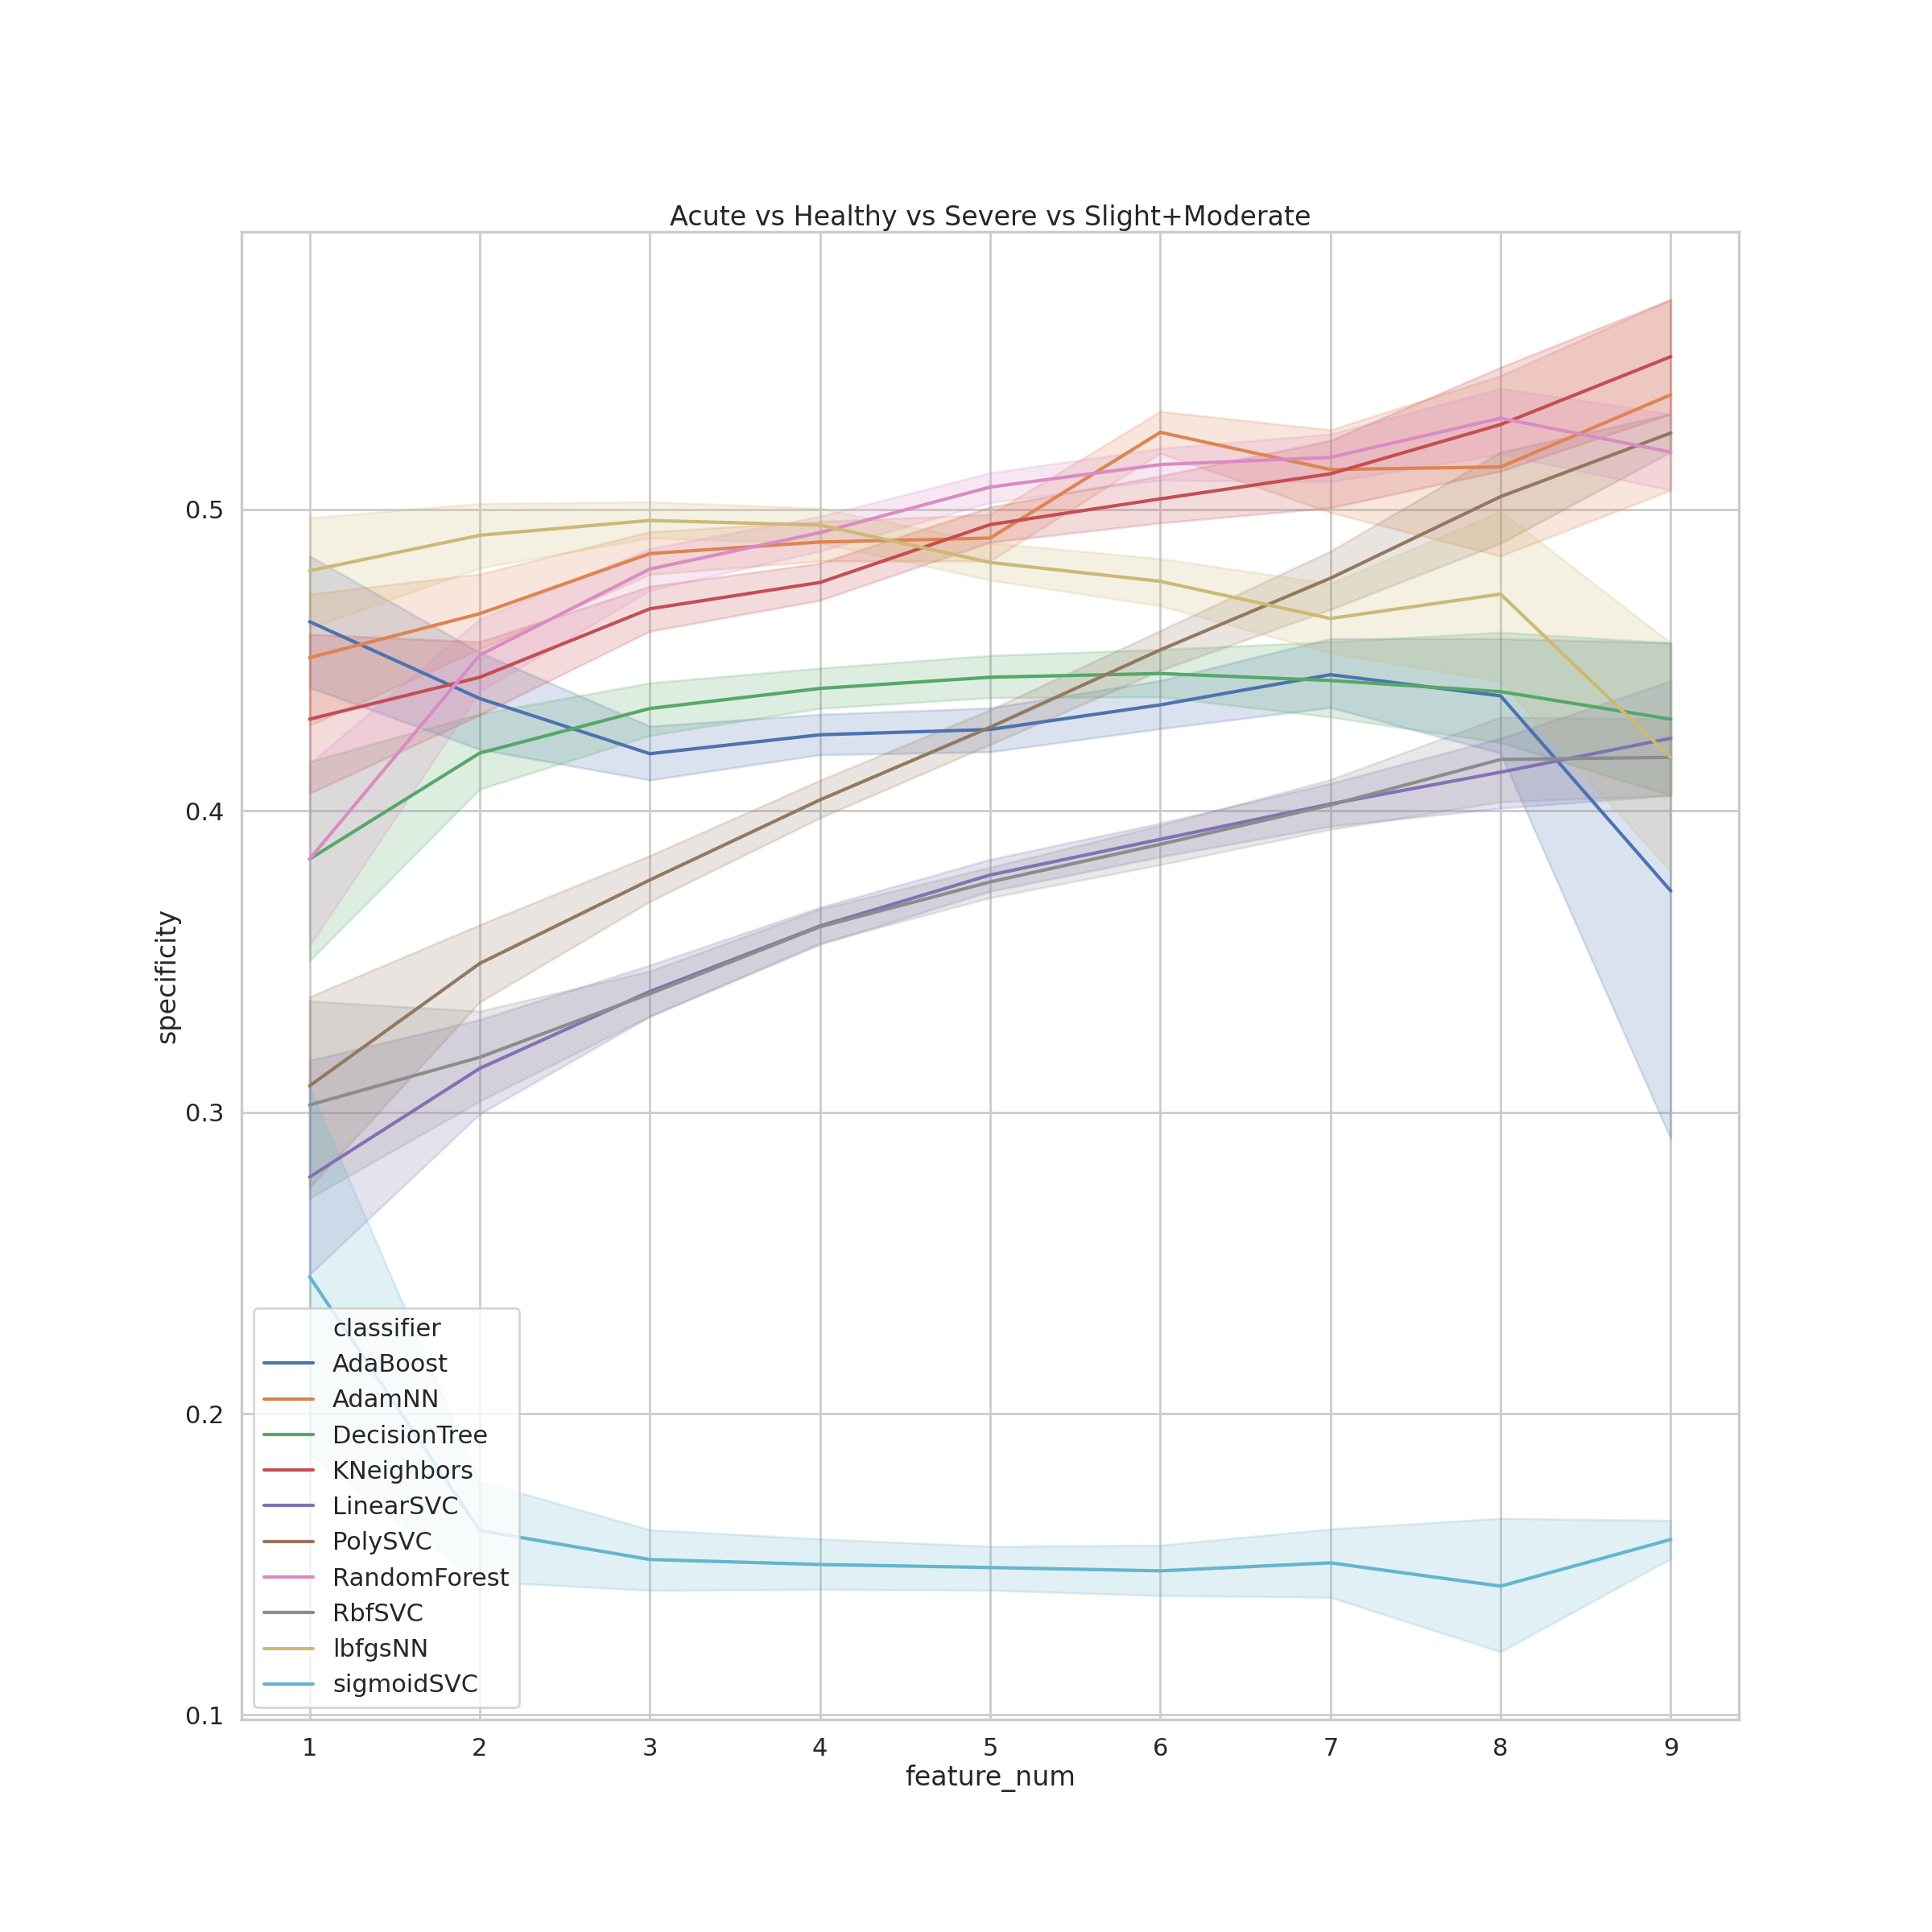 Acute vs Healthy vs Severe vs Slight+Moderate
specificity
0.5
0.4
0.3
0.2
0.1
classifier
AdaBoost
AdamNN
DecisionTree
KNeighbors
LinearSVC
PolySVC
RandomForest
RbfSVC
lbfgsNN
sigmoidSVC
1 2 3 4 5 6 7 8 9
feature_num